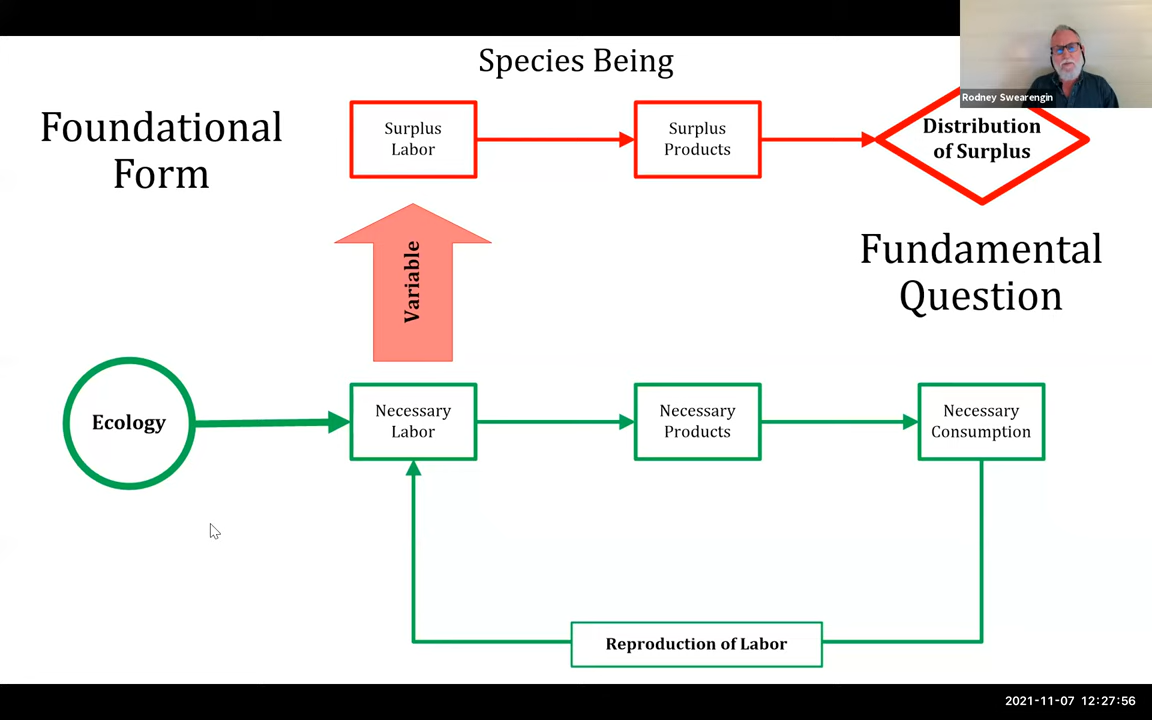 Species Being
Rodney Swearengin
Foundational
Form
Surplus
Labor
Surplus
Products
Distribution
of Surplus
Variable
Fundamental
Question
Ecology
Necessary
Labor
Necessary
Products
Necessary
Consumption
Reproduction of Labor
2021-11-07 12:27:56